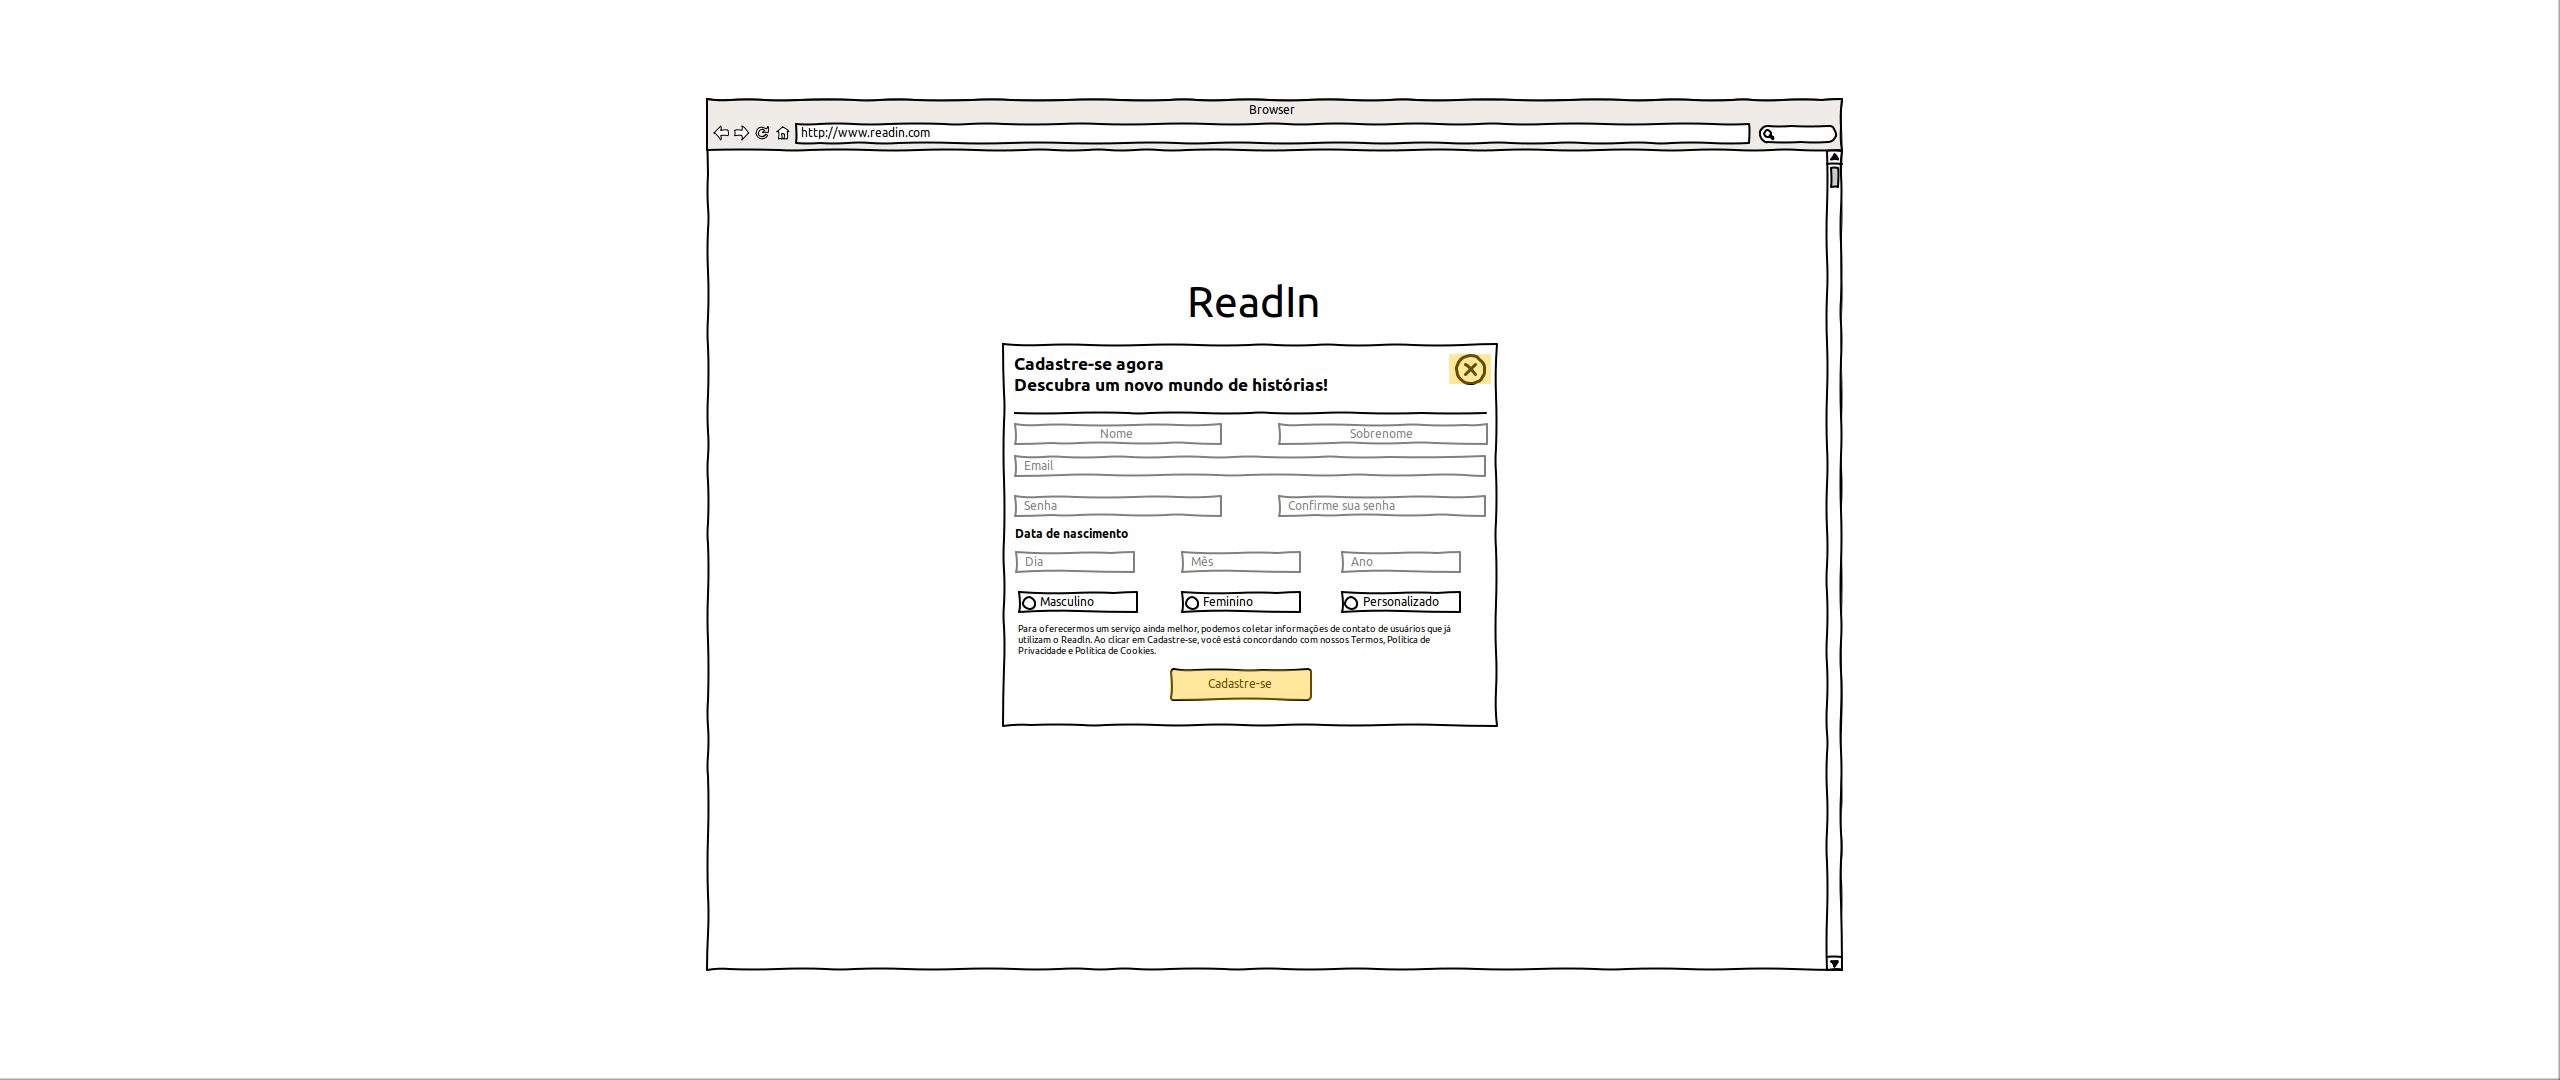 Browser
http://www.readin.com
ReadIn
Cadastre-se agora
Descubra um novo mundo de histórias!
Nome Sobrenome
Email
Senha Confirme sua senha
Data de nascimento
Dia Mês Ano
Masculino Feminino Personalizado
Para oferecermos um serviço ainda melhor, podemos coletar informações de contato de usuários que já
utilizam o ReadIn. Ao clicar em Cadastre-se, você está concordando com nossos Termos, Política de
Privacidade e Política de Cookies.
Cadastre-se